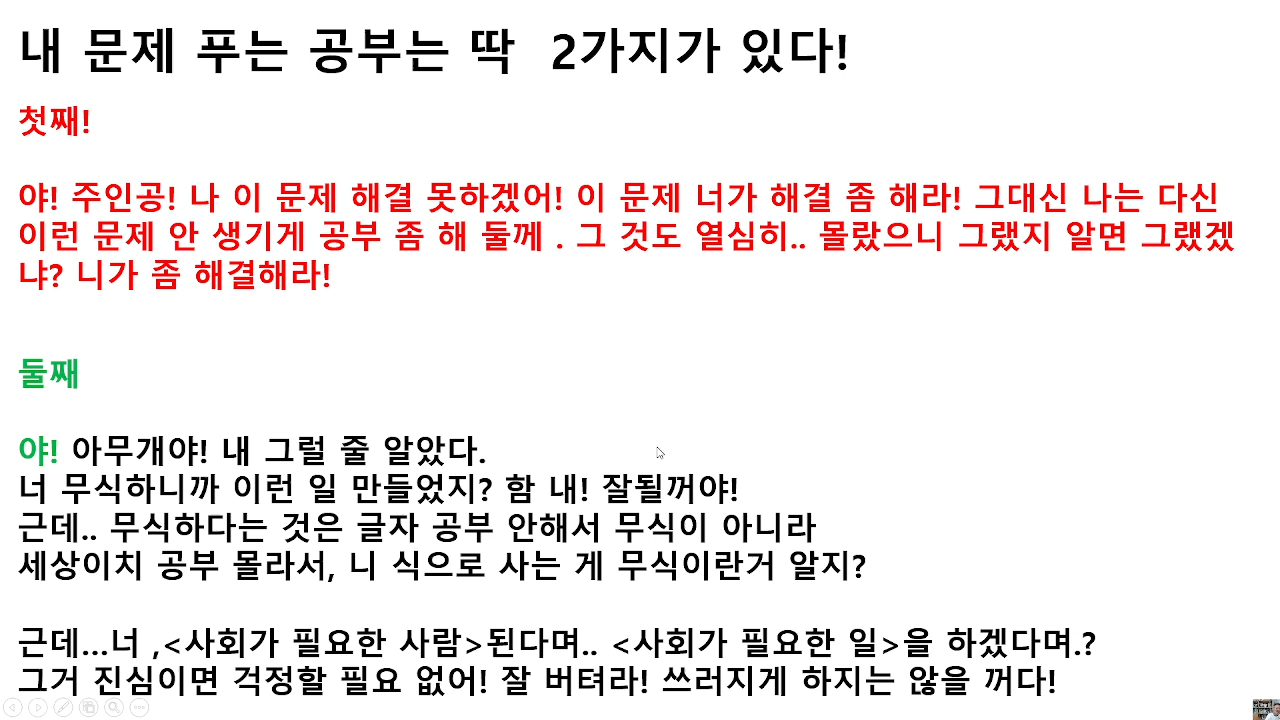 내 문제 푸는 공부는 딱 2가지가 있다!
첫째!
야! 주인공! 나 이 문제 해결 못하겠어! 이 문제 너가 해결 좀 해라! 그대신 나는 다신
이런 문제 안 생기게 공부 좀 해 둘께 . 그 것도 열심히.. 몰랐으니 그랬지 알면 그랬겠
냐? 니가 좀 해결해라!
둘째
야! 아무개야! 내 그럴 줄 알았다.
너 무식하니까 이런 일 만들었지? 함 내! 잘될꺼야!
근데.. 무식하다는 것은 글자 공부 안해서 무식이 아니라
세상이치 공부 몰라서, 니 식으로 사는 게 무식이란거 알지?
근데...너 ,<사회가 필요한 사람>된다며.. <사회가 필요한 일>을 하겠다며.?
그거 진심이면 걱정할 필요 없어! 잘 버텨라! 쓰러지게 하지는 않을 꺼다!